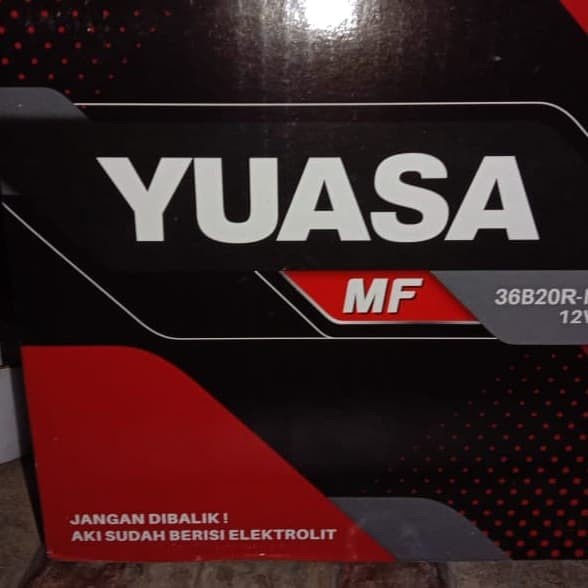 YUASA
MF
36B20R-
12V
JANGAN DIBALIK !
AKI SUDAH BERISI ELEKTROLIT